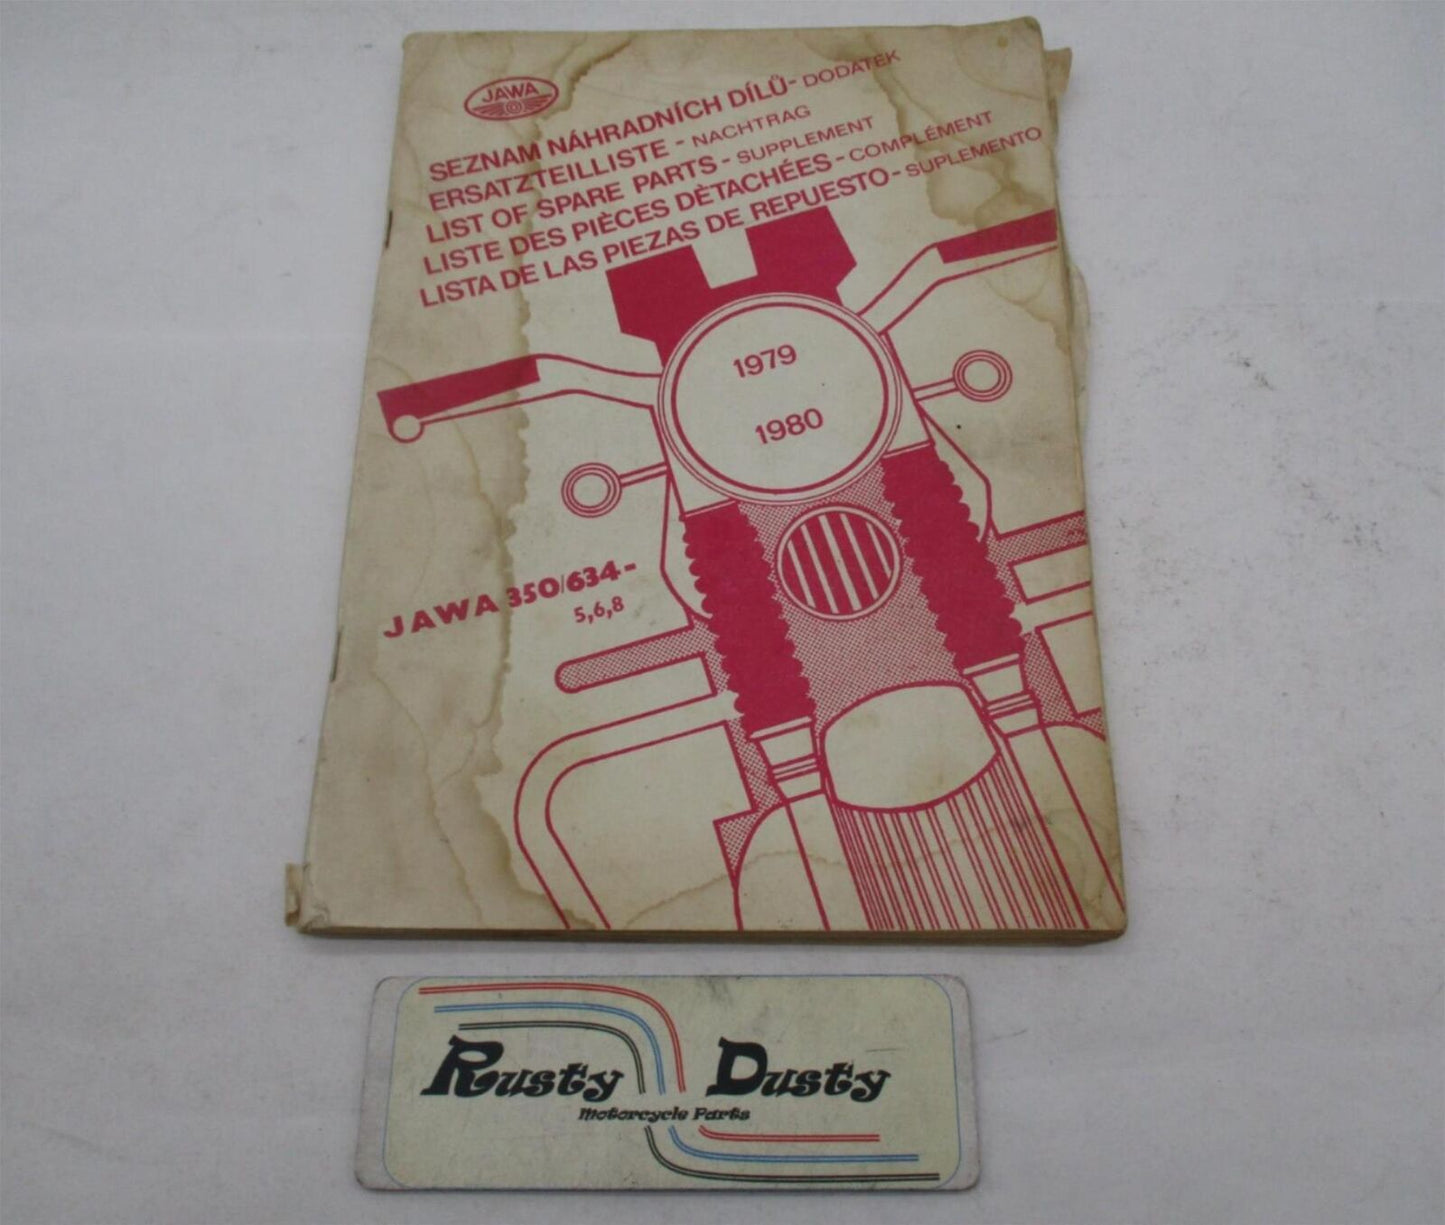 JAWA
SEZNAM NÁHRADNÍCH DÍLŮ - DODATEK
ERSATZTEILLISTE - NACHTRAG
LIST OF SPARE PARTS - SUPPLEMENT
LISTE DES PIÈCES DÈTACHÉES - COMPLÉMENT
LISTA DE LAS PIEZAS DE REPUESTO - SUPLEMENTO
1979
1980
JAWA 350/634-
5,6,8
Rusty Dusty
Motorcycle Parts